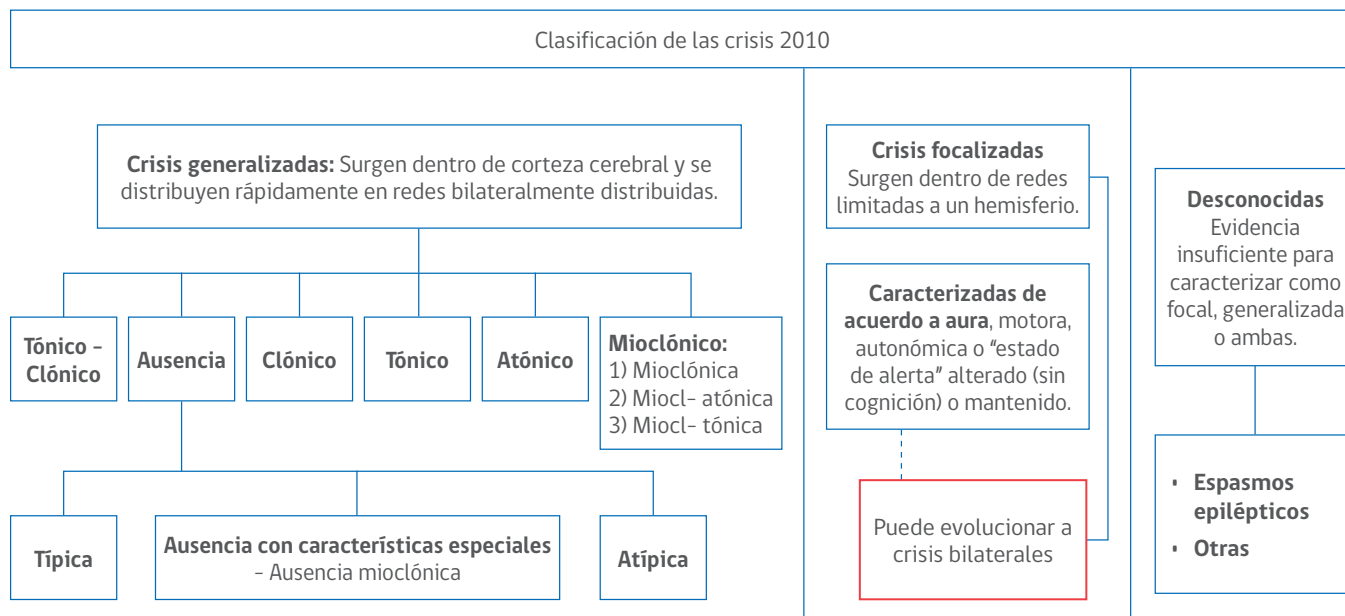 Clasificación de las crisis 2010
Crisis generalizadas: Surgen dentro de corteza cerebral y se
distribuyen rápidamente en redes bilateralmente distribuidas.
Tónico –
Clónico
Ausencia
Clónico
Tónico
Atónico
Mioclónico:
1) Mioclónica
2) Miocl- atónica
3) Miocl- tónica
Típica
Ausencia con características especiales
- Ausencia mioclónica
Atípica
Crisis focalizadas
Surgen dentro de redes
limitadas a un hemisferio.
Caracterizadas de
acuerdo a aura, motora,
autonómica o "estado
de alerta" alterado (sin
cognición) o mantenido.
Puede evolucionar a
crisis bilaterales
Desconocidas
Evidencia
insuficiente para
caracterizar como
focal, generalizada
o ambas.
• Espasmos
epilépticos
• Otras